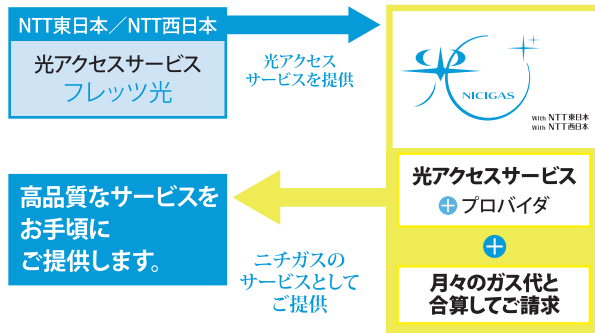 NTT東日本／NTT西日本
光アクセスサービス
フレッツ光
光アクセス
サービスを提供
光
NICIGAS
With NTT東日本
With NTT西日本
光アクセスサービス
+ プロバイダ
+
月々のガス代と
合算してご請求
ニチガスの
サービスとして
ご提供
高品質なサービスを
お手頃に
ご提供します。